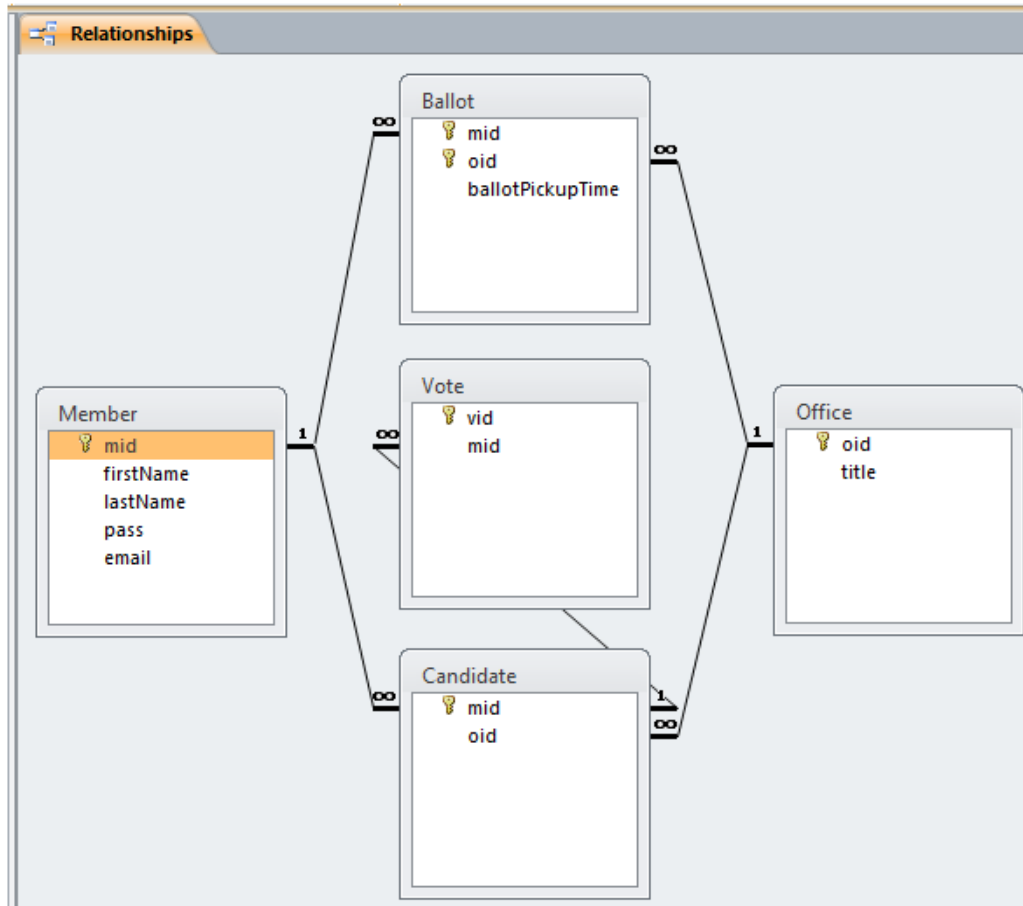 Relationships
Ballot
∞
mid
oid
∞
ballotPickupTime
Member
1
mid
firstName
lastName
pass
email
Vote
vid
∞
mid
Office
1
oid
title
Candidate
∞
mid
1
oid
∞